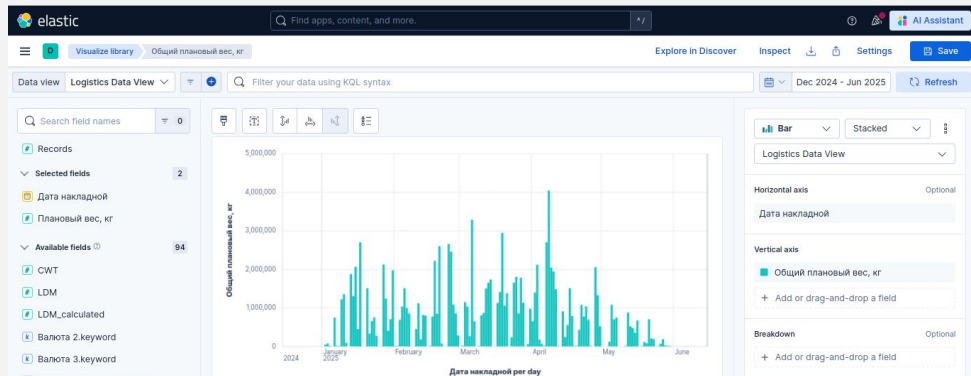 elastic
Find apps, content, and more.
^/
AI Assistant
D
Visualize library
Общий плановый вес, кг
Explore in Discover
Inspect
Settings
Save
Data view
Logistics Data View
Filter your data using KQL syntax
Dec 2024 - Jun 2025
Refresh
Search field names
0
Records
Selected fields
2
Дата накладной
Плановый вес, кг
Available fields
94
CWT
LDM
LDM_calculated
Валюта 2.keyword
Валюта 3.keyword
Общий плановый вес, кг
5,000,000
4,000,000
3,000,000
2,000,000
1,000,000
0
2024
January
2025
February
March
April
May
June
Дата накладной per day
Bar
Stacked
Logistics Data View
Horizontal axis
Optional
Дата накладной
Vertical axis
Общий плановый вес, кг
+ Add or drag-and-drop a field
Breakdown
Optional
+ Add or drag-and-drop a field